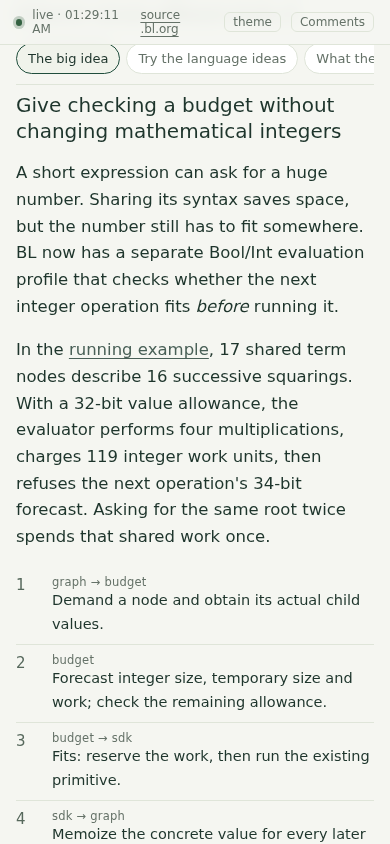 live · 01:29:11 AM
source .bl.org
theme
Comments
The big idea
Try the language ideas
What the
Give checking a budget without
changing mathematical integers
A short expression can ask for a huge
number. Sharing its syntax saves space,
but the number still has to fit somewhere.
BL now has a separate Bool/Int evaluation
profile that checks whether the next
integer operation fits before running it.
In the running example, 17 shared term
nodes describe 16 successive squarings.
With a 32-bit value allowance, the
evaluator performs four multiplications,
charges 119 integer work units, then
refuses the next operation's 34-bit
forecast. Asking for the same root twice
spends that shared work once.
1
graph → budget
Demand a node and obtain its actual child
values.
2
budget
Forecast integer size, temporary size and
work; check the remaining allowance.
3
budget → sdk
Fits: reserve the work, then run the existing
primitive.
4
sdk → graph
Memoize the concrete value for every later